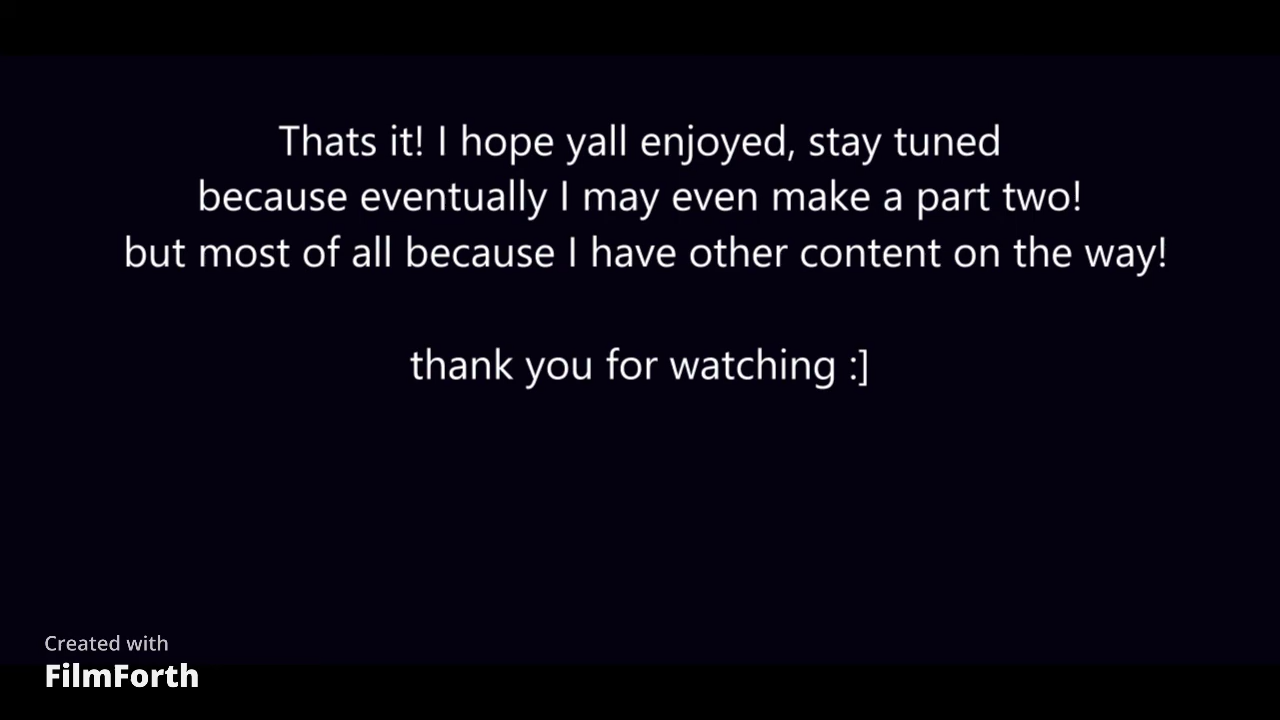 Thats it! I hope yall enjoyed, stay tuned
because eventually I may even make a part two!
but most of all because I have other content on the way!
thank you for watching :]
Created with
FilmForth